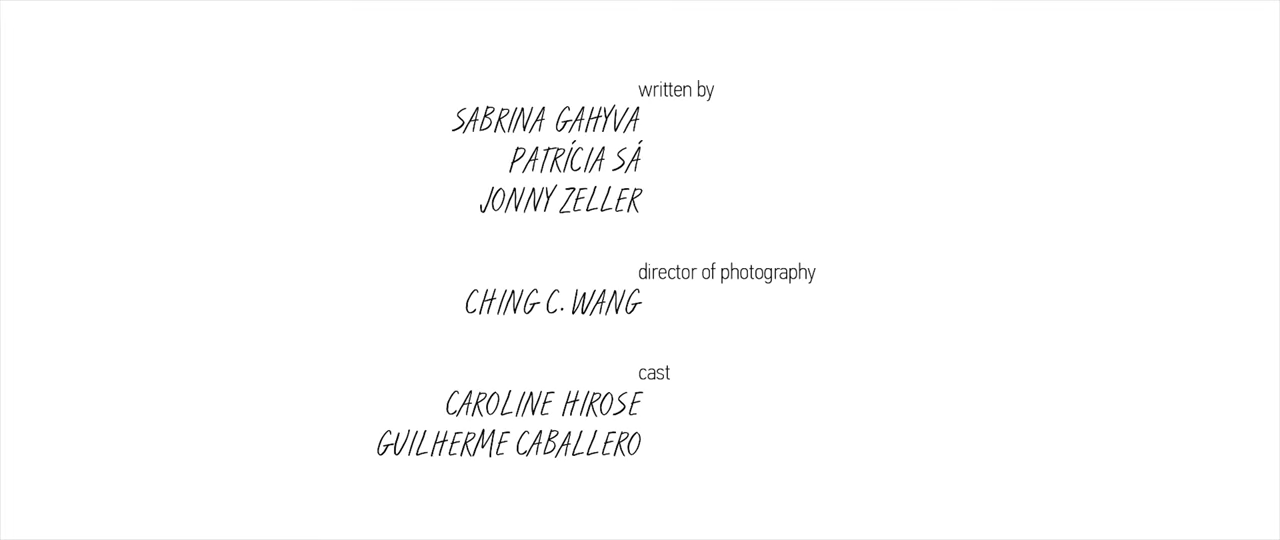 written by
SABRINA GAHYVA
PATRÍCIA SÁ
JONNY ZELLER
director of photography
CHING C. WANG
cast
CAROLINE HIROSE
GUILHERME CABALLERO